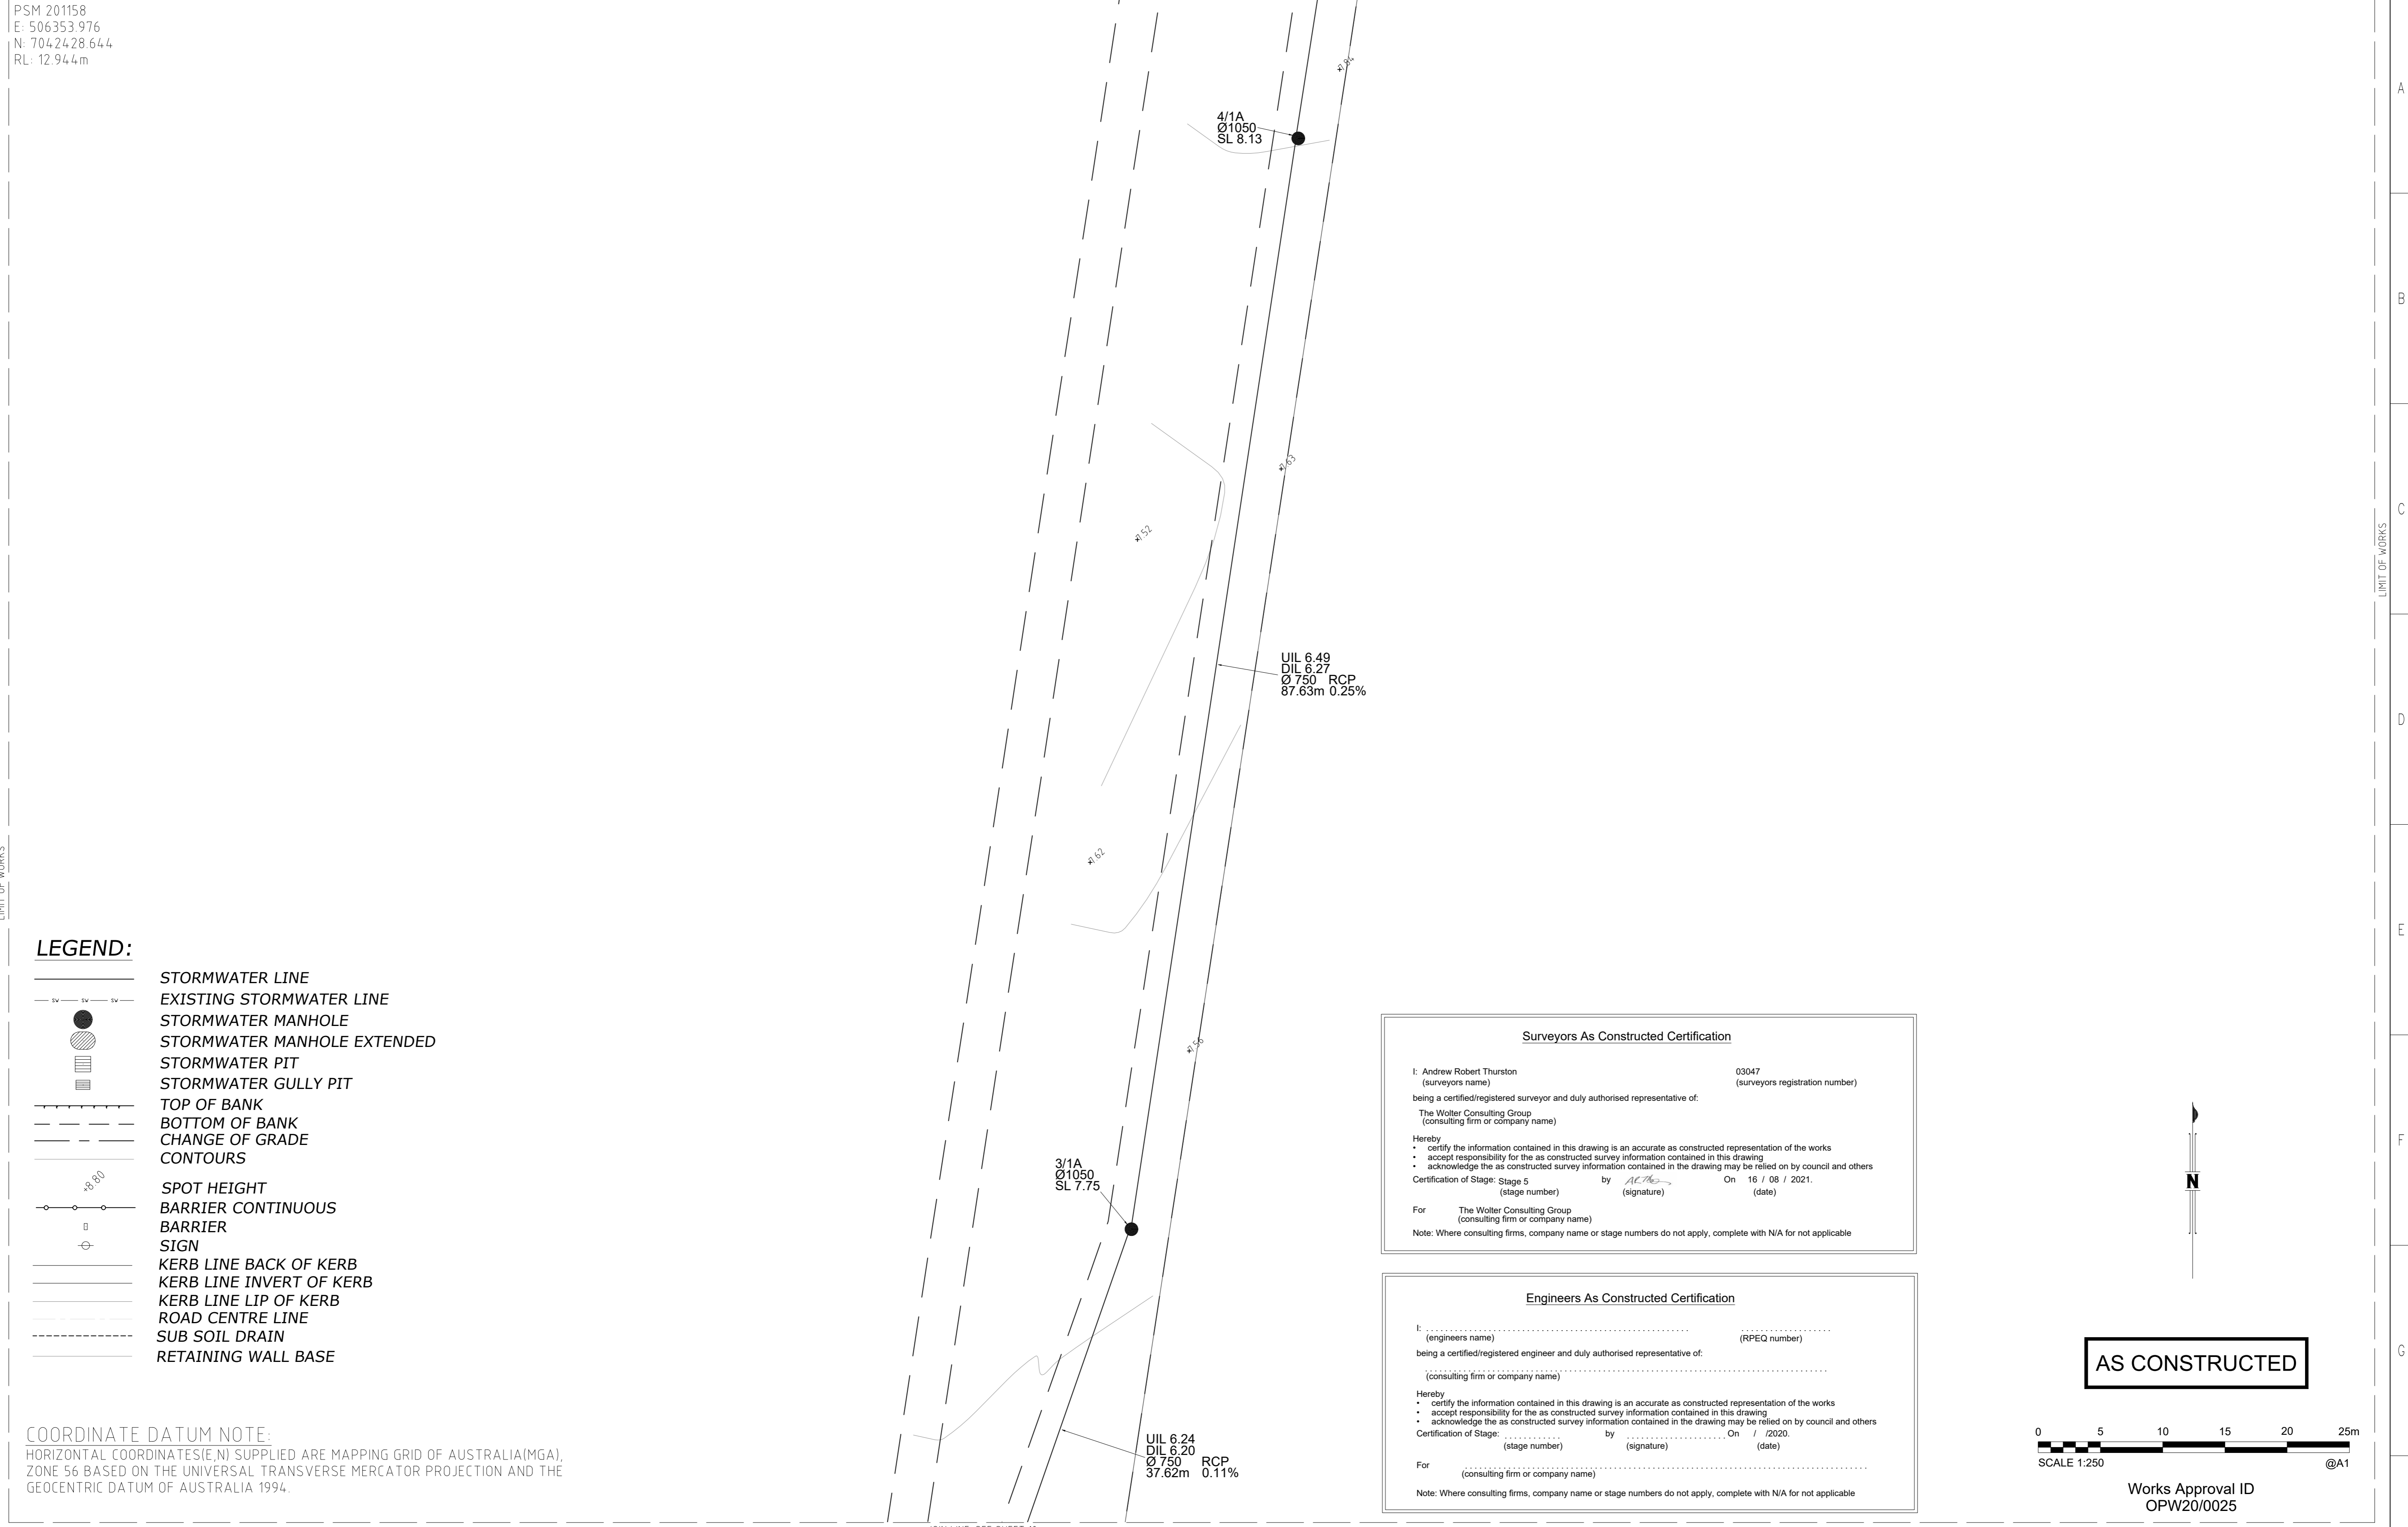 PSM 201158
E: 506353.976
N: 7042428.644
RL: 12.944m
7.84
4/1A
Ø1050
SL 8.13
7.63
7.52
UIL 6.49
DIL 6.27
Ø 750 RCP
87.63m 0.25%
7.62
7.56
3/1A
Ø1050
SL 7.75
UIL 6.24
DIL 6.20
Ø 750 RCP
37.62m 0.11%
LIMIT OF WORKS
LIMIT OF WORKS
A
B
C
D
E
F
G
LEGEND:
STORMWATER LINE
SW SW SW
EXISTING STORMWATER LINE
STORMWATER MANHOLE
STORMWATER MANHOLE EXTENDED
STORMWATER PIT
STORMWATER GULLY PIT
TOP OF BANK
BOTTOM OF BANK
CHANGE OF GRADE
CONTOURS
8.80
SPOT HEIGHT
BARRIER CONTINUOUS
BARRIER
SIGN
KERB LINE BACK OF KERB
KERB LINE INVERT OF KERB
KERB LINE LIP OF KERB
ROAD CENTRE LINE
SUB SOIL DRAIN
RETAINING WALL BASE
COORDINATE DATUM NOTE:
HORIZONTAL COORDINATES(E,N) SUPPLIED ARE MAPPING GRID OF AUSTRALIA(MGA),
ZONE 56 BASED ON THE UNIVERSAL TRANSVERSE MERCATOR PROJECTION AND THE
GEOCENTRIC DATUM OF AUSTRALIA 1994.
Surveyors As Constructed Certification
I: Andrew Robert Thurston 03047
(surveyors name) (surveyors registration number)
being a certified/registered surveyor and duly authorised representative of:
The Wolter Consulting Group
(consulting firm or company name)
Hereby
• certify the information contained in this drawing is an accurate as constructed representation of the works
• accept responsibility for the as constructed survey information contained in this drawing
• acknowledge the as constructed survey information contained in the drawing may be relied on by council and others
Certification of Stage: Stage 5 by On 16 / 08 / 2021.
(stage number) (signature) (date)
For The Wolter Consulting Group
(consulting firm or company name)
Note: Where consulting firms, company name or stage numbers do not apply, complete with N/A for not applicable
Engineers As Constructed Certification
I:
(engineers name) (RPEQ number)
being a certified/registered engineer and duly authorised representative of:
(consulting firm or company name)
Hereby
• certify the information contained in this drawing is an accurate as constructed representation of the works
• accept responsibility for the as constructed survey information contained in this drawing
• acknowledge the as constructed survey information contained in the drawing may be relied on by council and others
Certification of Stage: by On / /2020.
(stage number) (signature) (date)
For
(consulting firm or company name)
Note: Where consulting firms, company name or stage numbers do not apply, complete with N/A for not applicable
N
AS CONSTRUCTED
0 5 10 15 20 25m
SCALE 1:250 @A1
Works Approval ID
OPW20/0025